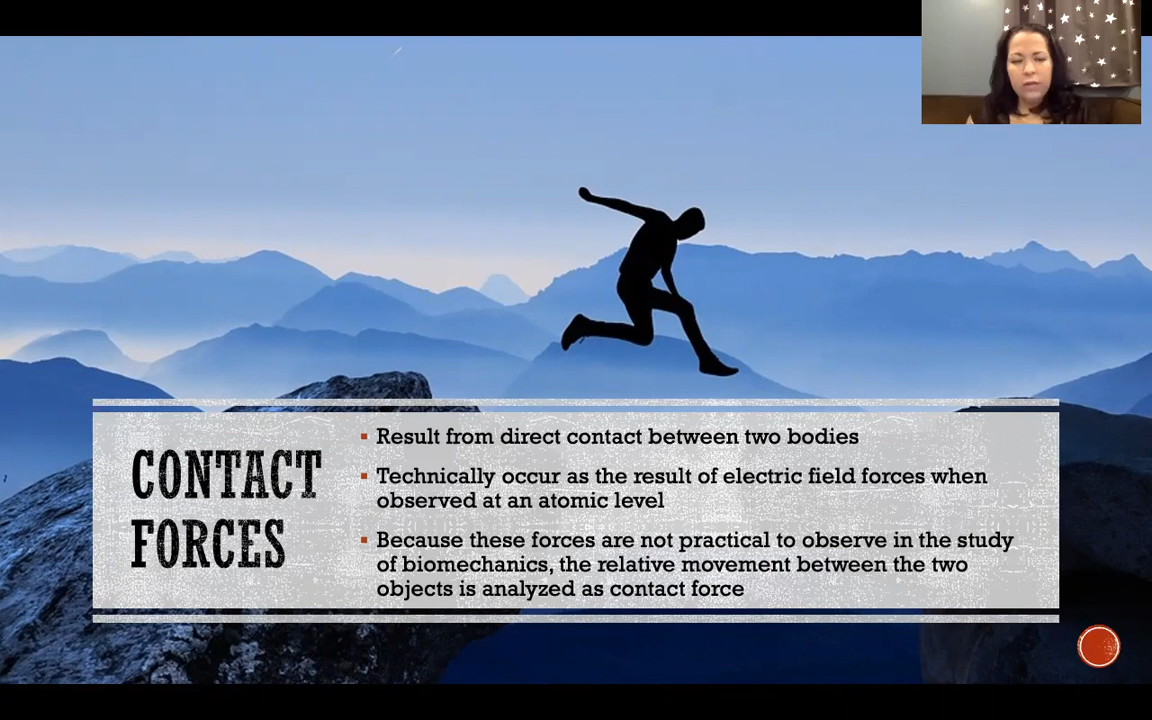 CONTACT
FORCES
Result from direct contact between two bodies
Technically occur as the result of electric field forces when
observed at an atomic level
Because these forces are not practical to observe in the study
of biomechanics, the relative movement between the two
objects is analyzed as contact force